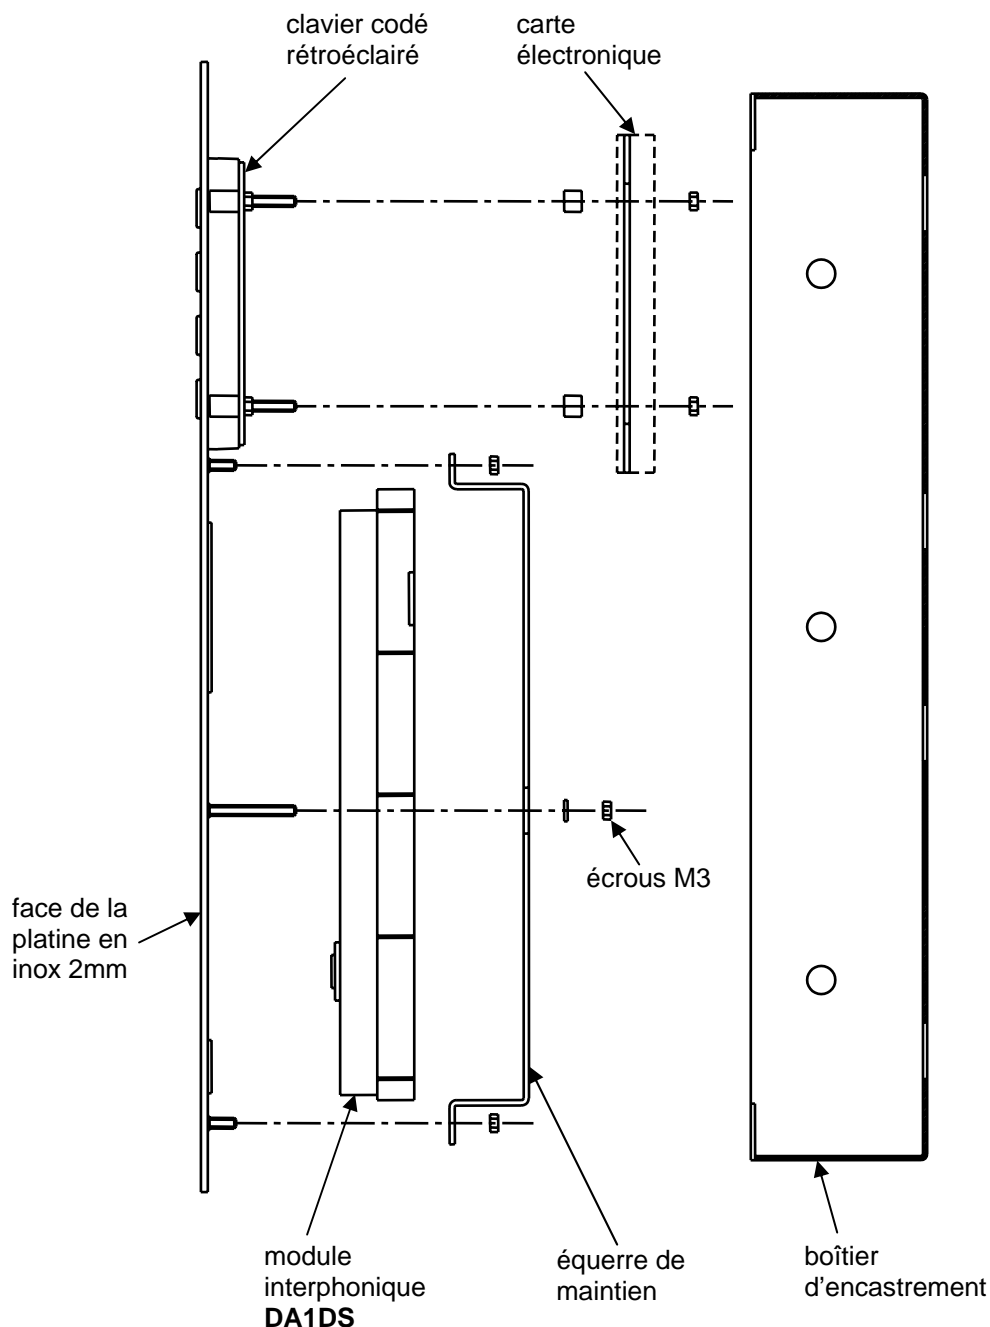 clavier codé
rétroéclairé
carte
électronique
écrous M3
face de la
platine en
inox 2mm
module
interphonique
DA1DS
équerre de
maintien
boîtier
d’encastrement